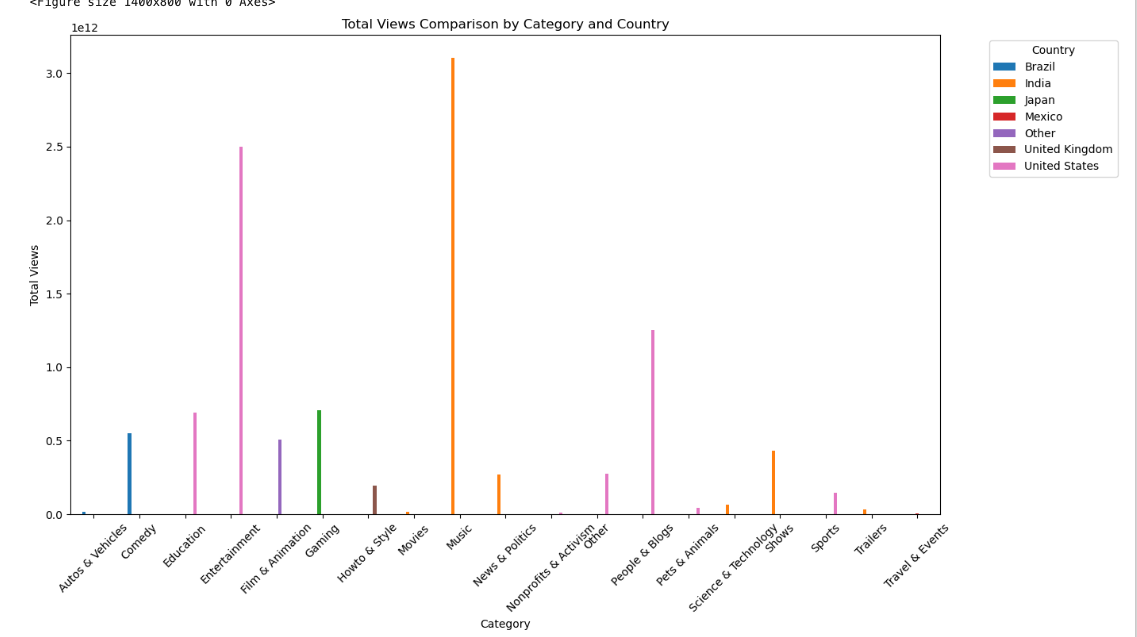 <Figure size 1400x800 with 0 Axes>
Total Views Comparison by Category and Country
1e12
3.0
2.5
2.0
1.5
1.0
0.5
0.0
Total Views
Autos & Vehicles
Comedy
Education
Entertainment
Film & Animation
Gaming
Howto & Style
Movies
Music
News & Politics
Nonprofits & Activism
Other
People & Blogs
Pets & Animals
Science & Technology
Shows
Sports
Trailers
Travel & Events
Category
Country
Brazil
India
Japan
Mexico
Other
United Kingdom
United States